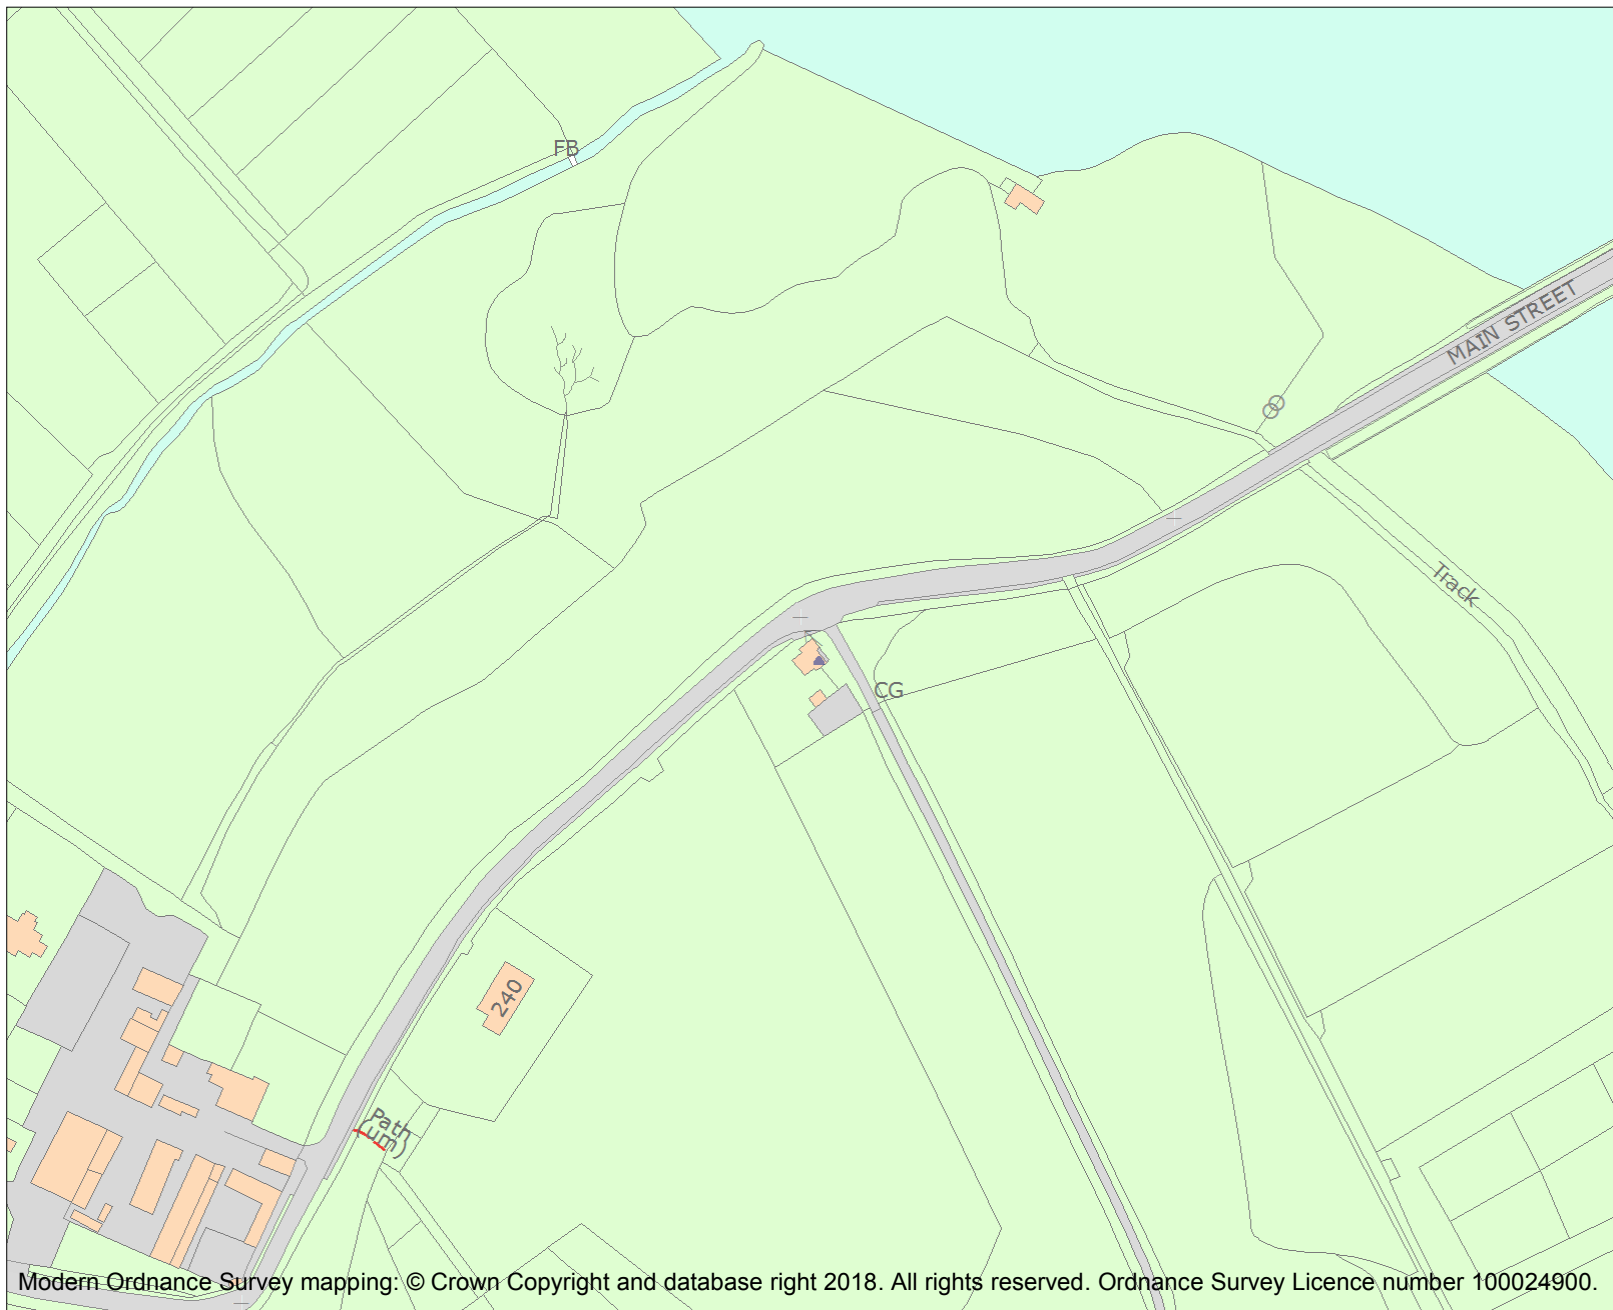 FB
MAIN STREET
Track
CG
240
Path
(um)
Modern Ordnance Survey mapping: © Crown Copyright and database right 2018. All rights reserved. Ordnance Survey Licence number 100024900.